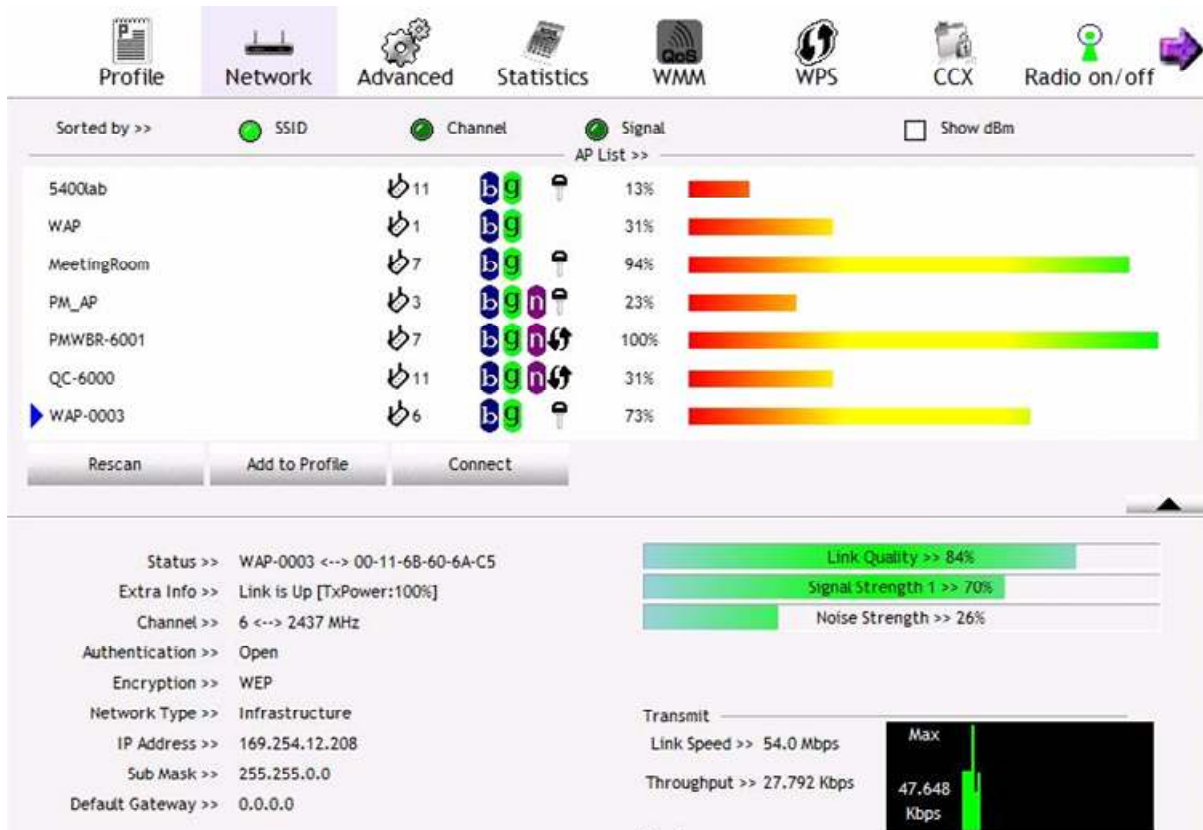 Profile Network Advanced Statistics WMM WPS CCX Radio on/off
QoS
Sorted by >> SSID Channel Signal Show dBm
AP List >>
5400lab 11 b g 13%
WAP 1 b g 31%
MeetingRoom 7 b g 94%
PM_AP 3 b g n 23%
PMWBR-6001 7 b g n 100%
QC-6000 11 b g n 31%
WAP-0003 6 b g 73%
Rescan Add to Profile Connect
Status >> WAP-0003 <--> 00-11-6B-60-6A-C5
Extra Info >> Link is Up [TxPower:100%]
Channel >> 6 <--> 2437 MHz
Authentication >> Open
Encryption >> WEP
Network Type >> Infrastructure
IP Address >> 169.254.12.208
Sub Mask >> 255.255.0.0
Default Gateway >> 0.0.0.0
Link Quality >> 84%
Signal Strength 1 >> 70%
Noise Strength >> 26%
Transmit
Link Speed >> 54.0 Mbps
Throughput >> 27.792 Kbps
Max
47.648
Kbps